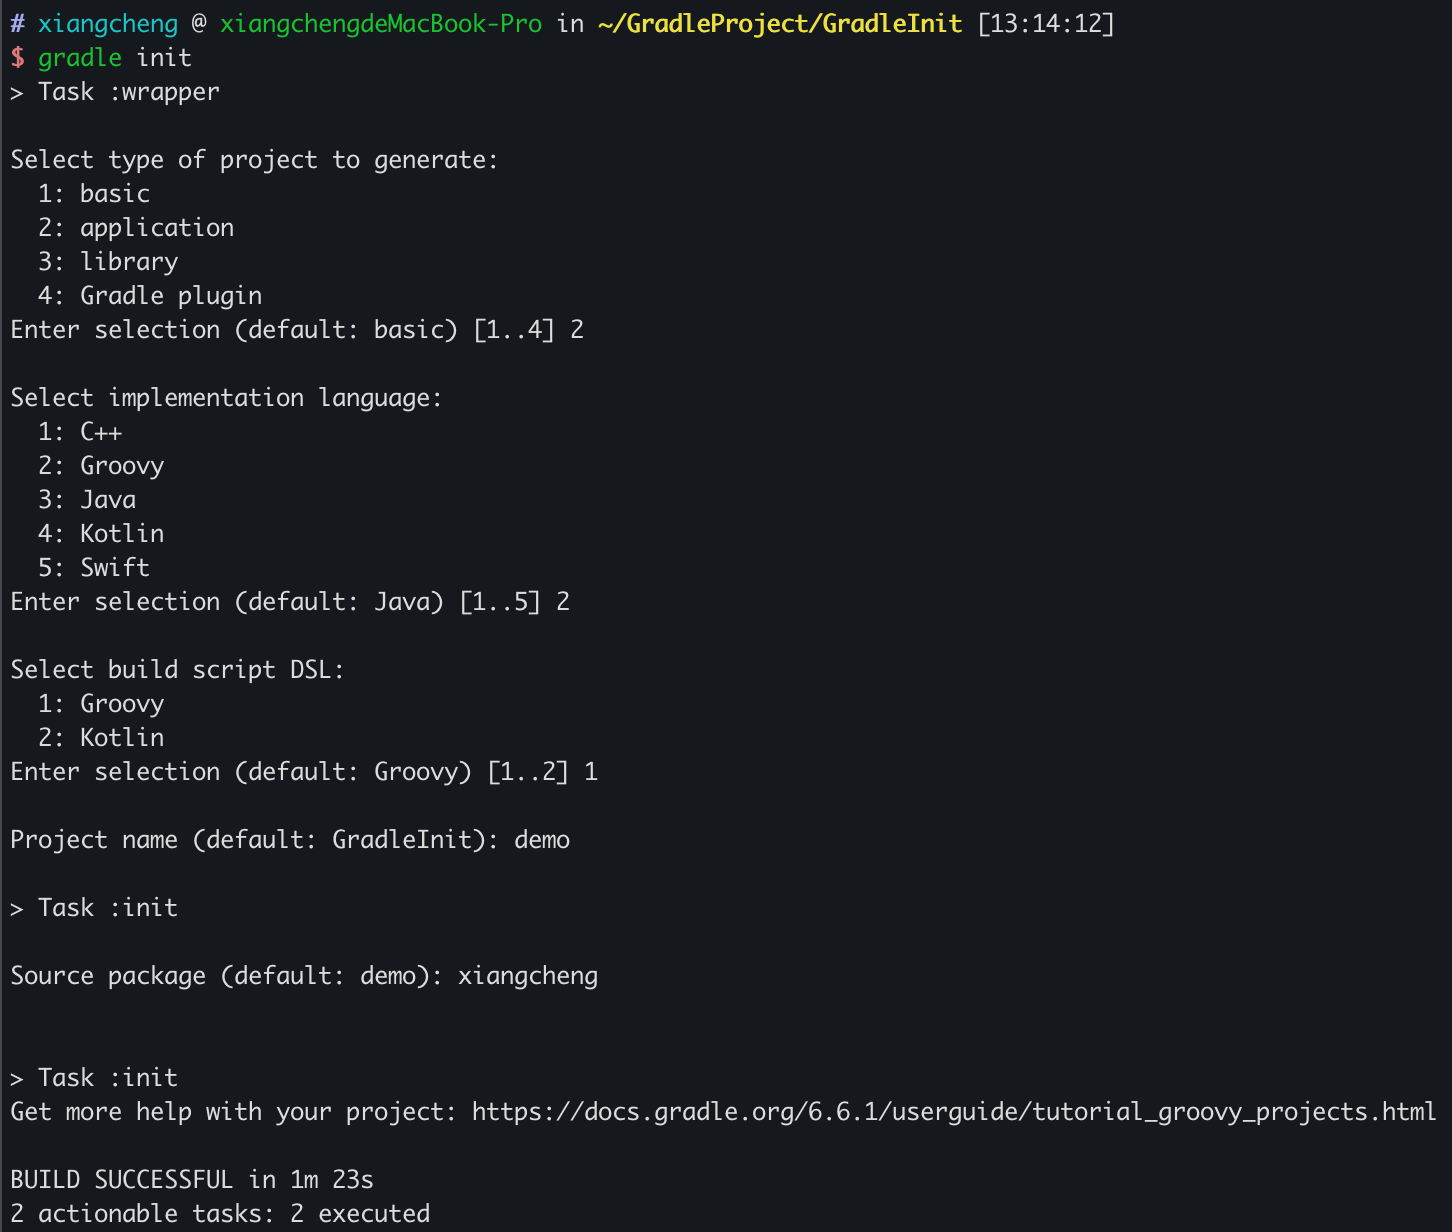 # xiangcheng @ xiangchengdeMacBook-Pro in ~/GradleProject/GradleInit [13:14:12]
$ gradle init
> Task :wrapper
Select type of project to generate:
  1: basic
  2: application
  3: library
  4: Gradle plugin
Enter selection (default: basic) [1..4] 2
Select implementation language:
  1: C++
  2: Groovy
  3: Java
  4: Kotlin
  5: Swift
Enter selection (default: Java) [1..5] 2
Select build script DSL:
  1: Groovy
  2: Kotlin
Enter selection (default: Groovy) [1..2] 1
Project name (default: GradleInit): demo
> Task :init
Source package (default: demo): xiangcheng
> Task :init
Get more help with your project: https://docs.gradle.org/6.6.1/userguide/tutorial_groovy_projects.html
BUILD SUCCESSFUL in 1m 23s
2 actionable tasks: 2 executed